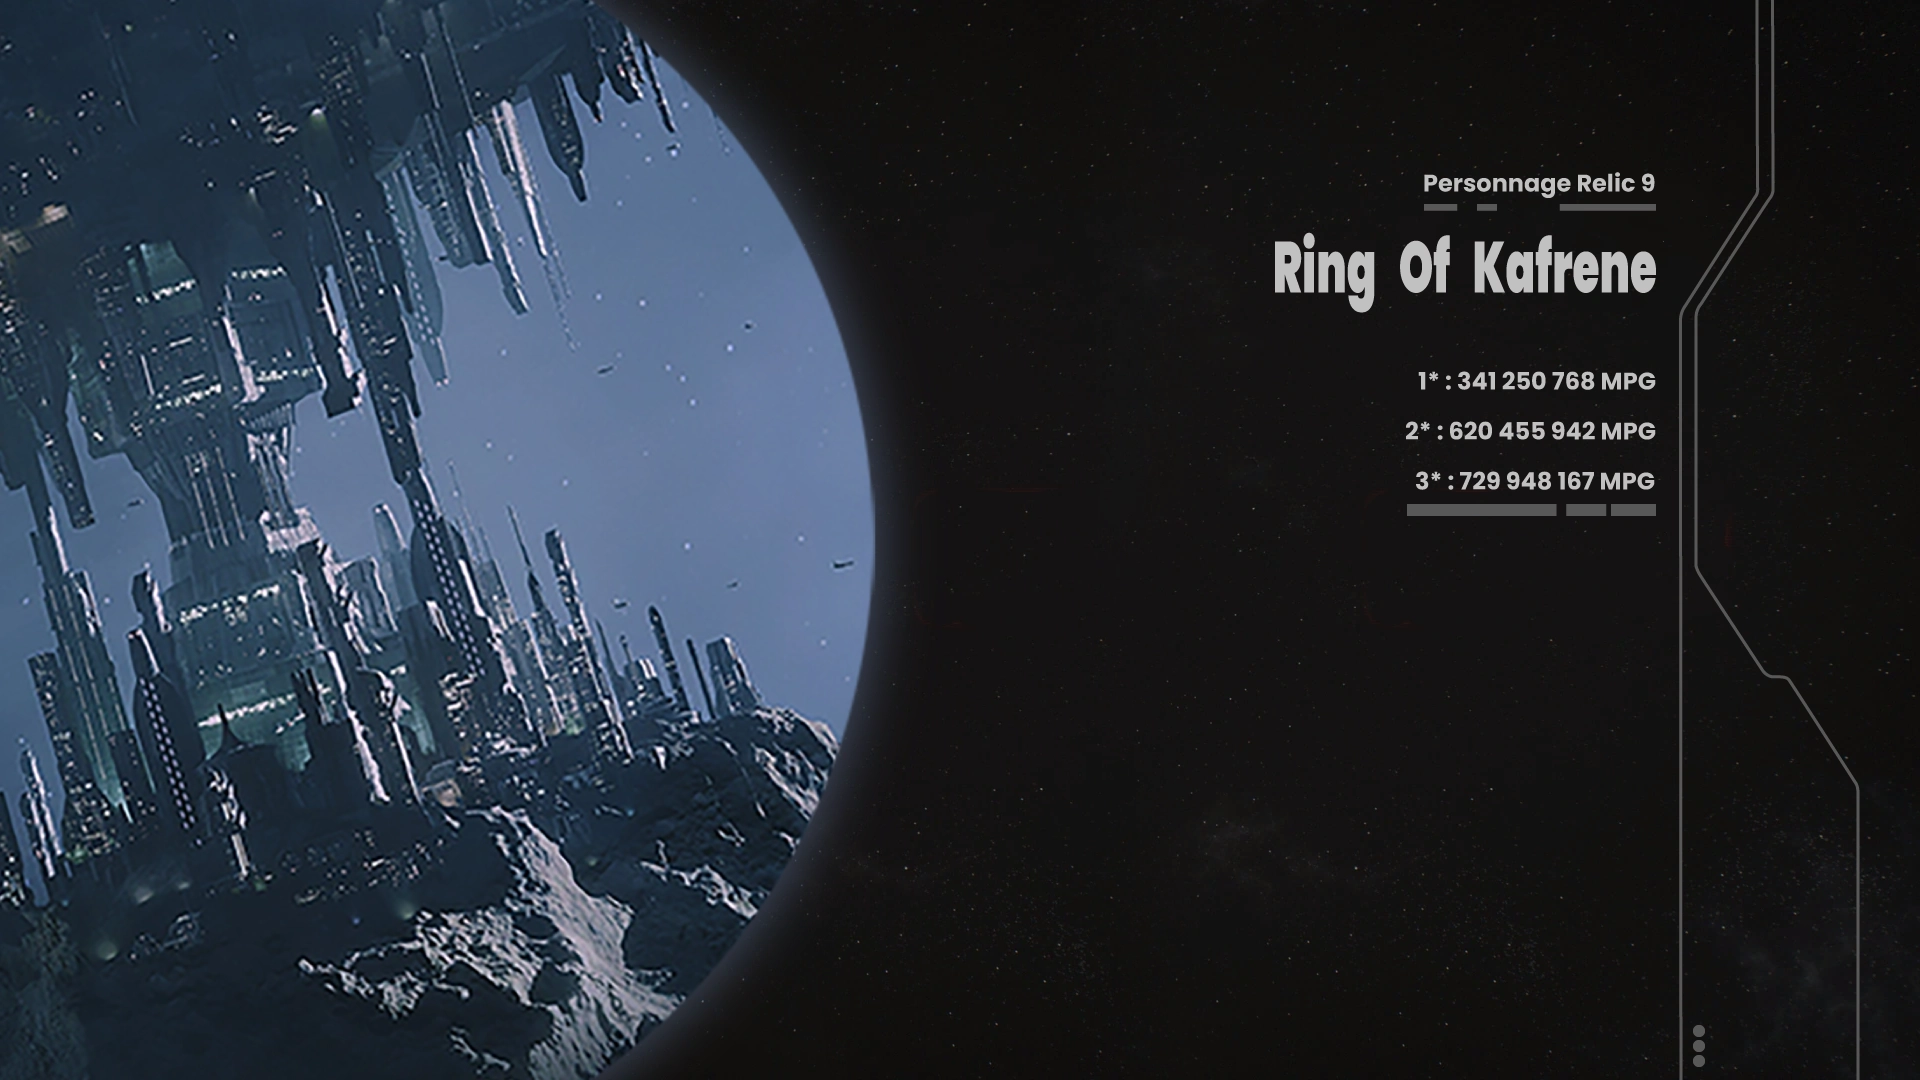 Personnage Relic 9
Ring Of Kafrene
1* : 341 250 768 MPG
2* : 620 455 942 MPG
3* : 729 948 167 MPG